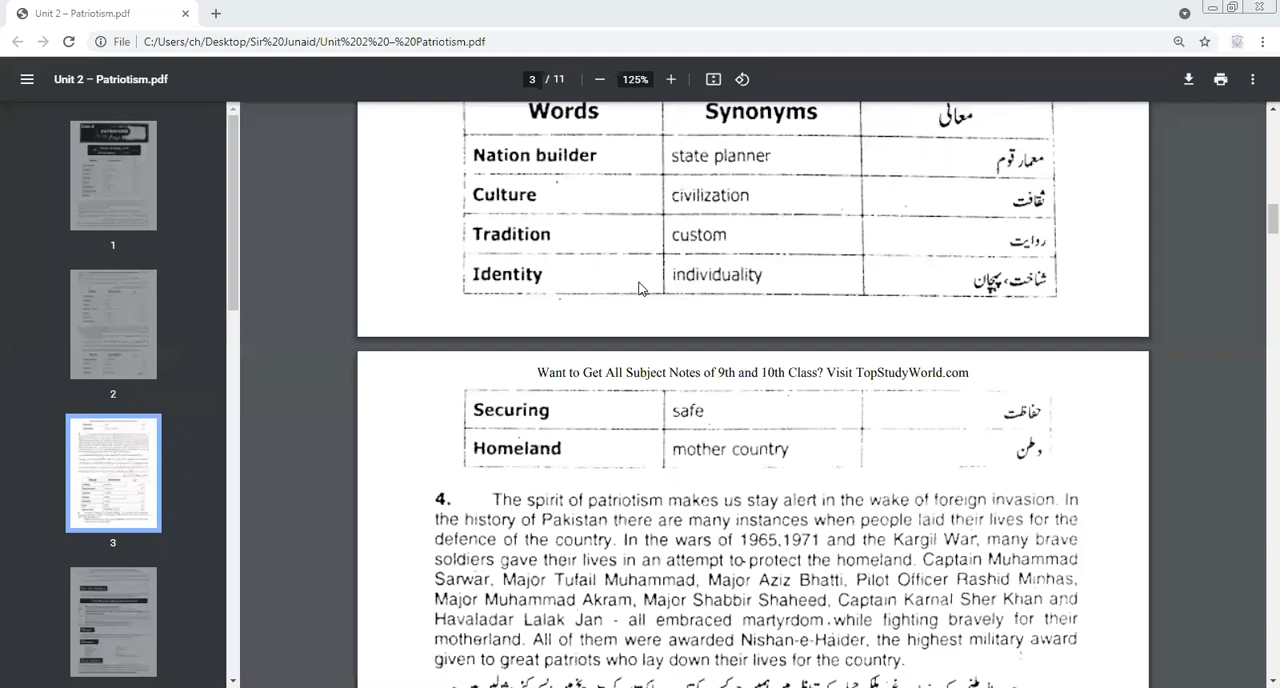 Unit 2 – Patriotism.pdf
File C:/Users/ch/Desktop/Sir%20Junaid/Unit%202%20–%20Patriotism.pdf
Unit 2 – Patriotism.pdf 3 / 11 125%
1
2
3
Words Synonyms معانی
Nation builder state planner معمار قوم
Culture civilization ثقافت
Tradition custom روایت
Identity individuality شناخت، پہچان
Want to Get All Subject Notes of 9th and 10th Class? Visit TopStudyWorld.com
Securing safe حفاظت
Homeland mother country وطن
4. The spirit of patriotism makes us stay alert in the wake of foreign invasion. In
the history of Pakistan there are many instances when people laid their lives for the
defence of the country. In the wars of 1965,1971 and the Kargil War, many brave
soldiers gave their lives in an attempt to protect the homeland. Captain Muhammad
Sarwar, Major Tufail Muhammad, Major Aziz Bhatti, Pilot Officer Rashid Minhas,
Major Muhammad Akram, Major Shabbir Shaheed, Captain Karnal Sher Khan and
Havaladar Lalak Jan - all embraced martyrdom while fighting bravely for their
motherland. All of them were awarded Nishan-e-Haider, the highest military award
given to great patriots who lay down their lives for the country.